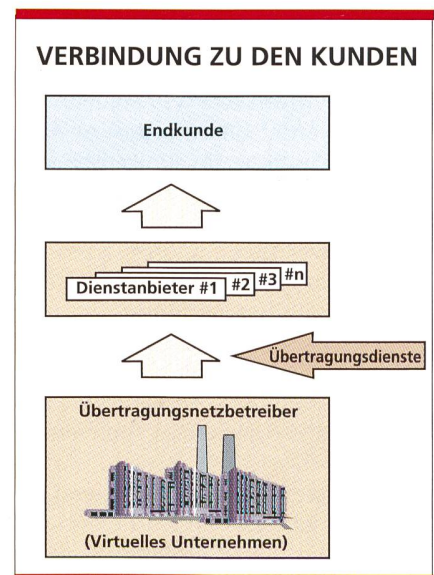 VERBINDUNG ZU DEN KUNDEN
Endkunde
Dienstanbieter #1 #2 #3 #n
Übertragungsdienste
Übertragungsnetzbetreiber
(Virtuelles Unternehmen)